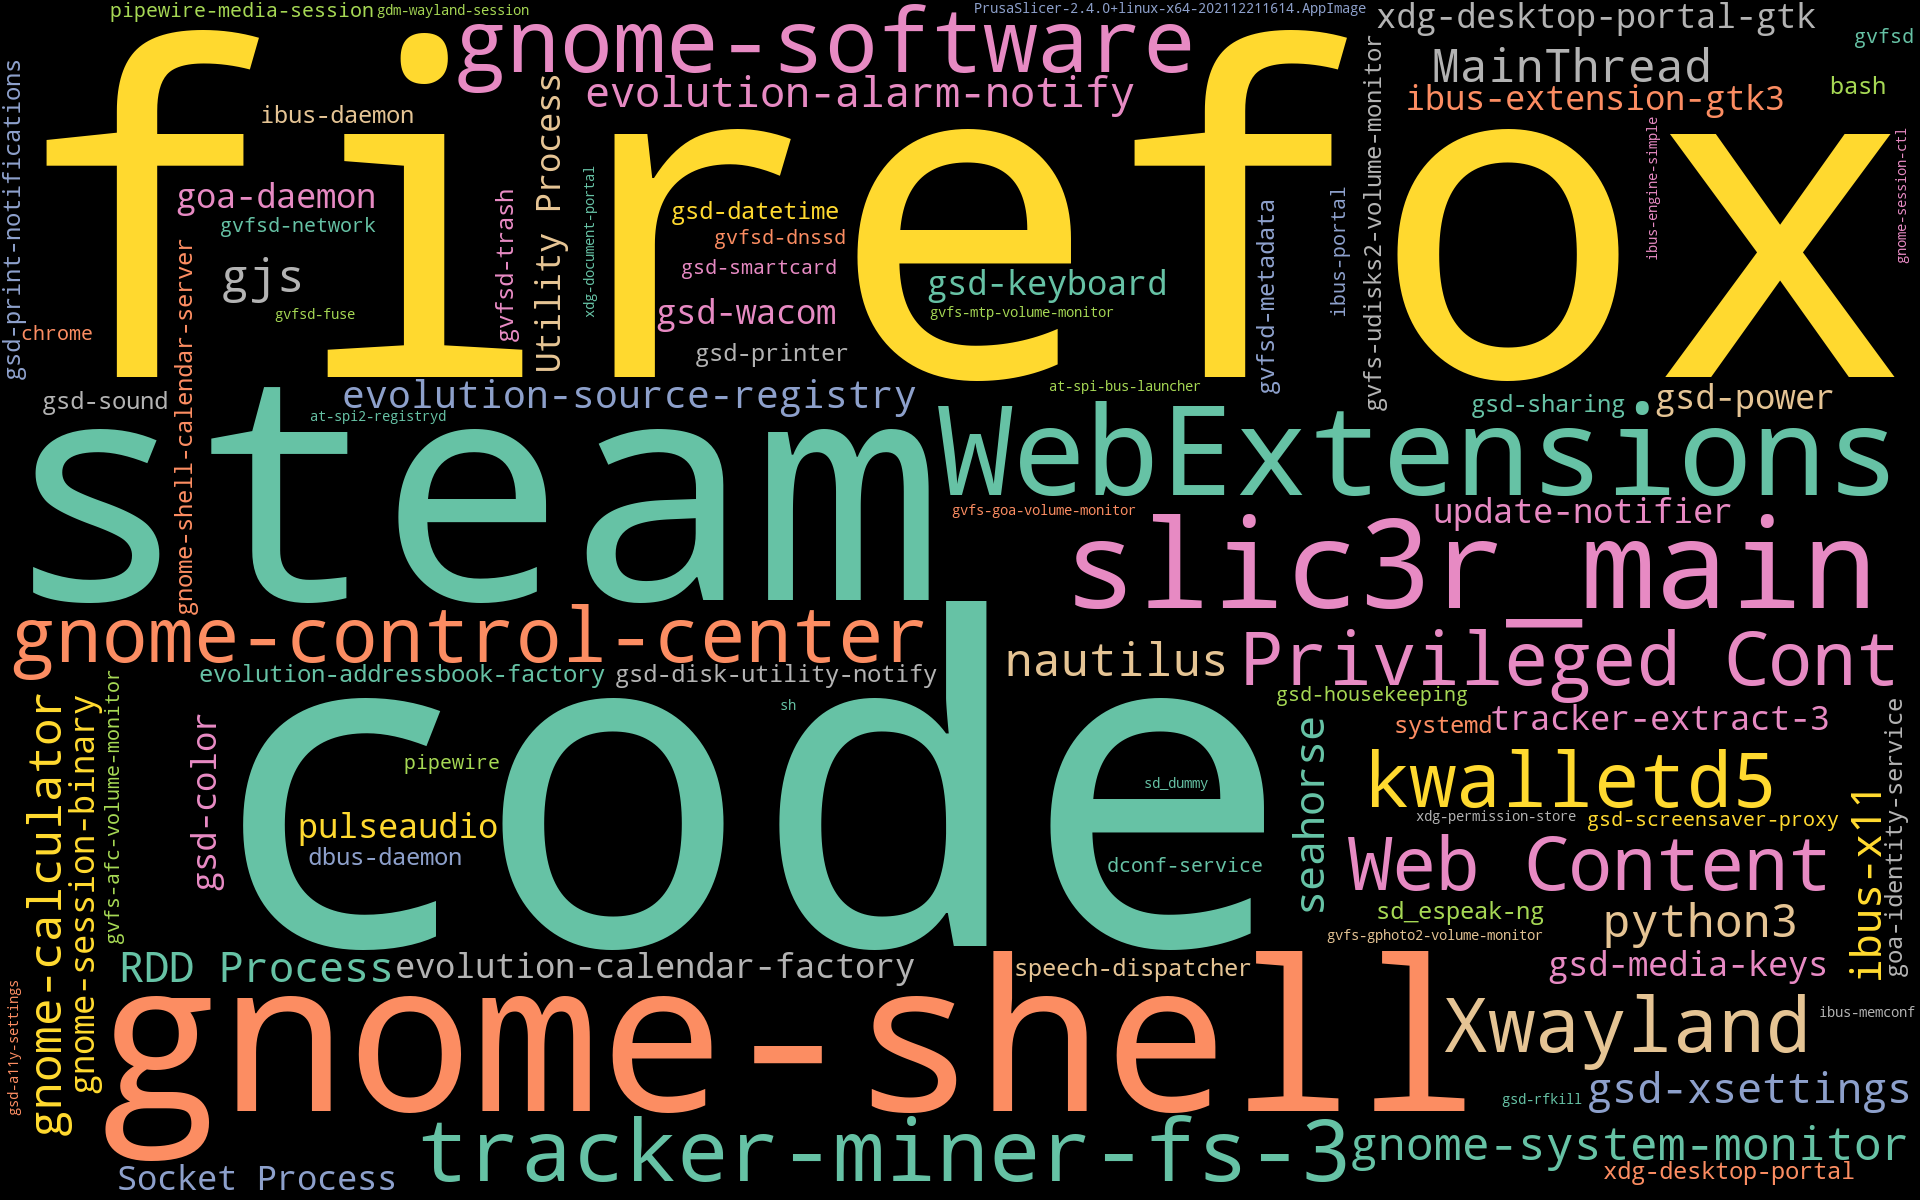 pipewire-media-session
gdm-wayland-session
PrusaSlicer-2.4.0+linux-x64-202112211614.AppImage
xdg-desktop-portal-gtk
gvfsd
gnome-software
MainThread
firefox
evolution-alarm-notify
ibus-extension-gtk3
bash
ibus-daemon
gsd-print-notifications
Utility Process
gvfs-udisks2-volume-monitor
ibus-engine-simple
gnome-session-ctl
goa-daemon
gvfsd-network
gvfsd-trash
xdg-document-portal
gsd-datetime
gvfsd-dnssd
gsd-smartcard
gvfsd-metadata
ibus-portal
gjs
gsd-keyboard
gvfsd-fuse
gsd-wacom
gvfs-mtp-volume-monitor
chrome
gsd-printer
gnome-shell-calendar-server
evolution-source-registry
at-spi-bus-launcher
gsd-sound
at-spi2-registryd
gsd-sharing
gsd-power
steam
WebExtensions
gvfs-goa-volume-monitor
update-notifier
slic3r_main
gnome-control-center
nautilus
Privileged Cont
evolution-addressbook-factory
gsd-disk-utility-notify
gsd-housekeeping
sh
systemd
tracker-extract-3
gnome-calculator
gnome-session-binary
gvfs-afc-volume-monitor
gsd-color
code
pipewire
sd_dummy
seahorse
kwalletd5
xdg-permission-store
gsd-screensaver-proxy
pulseaudio
dbus-daemon
dconf-service
Web Content
ibus-x11
goa-identity-service
sd_espeak-ng
python3
gvfs-gphoto2-volume-monitor
RDD Process
evolution-calendar-factory
speech-dispatcher
gsd-media-keys
gsd-a11y-settings
gnome-shell
Xwayland
ibus-memconf
gsd-rfkill
gsd-xsettings
tracker-miner-fs-3
gnome-system-monitor
Socket Process
xdg-desktop-portal